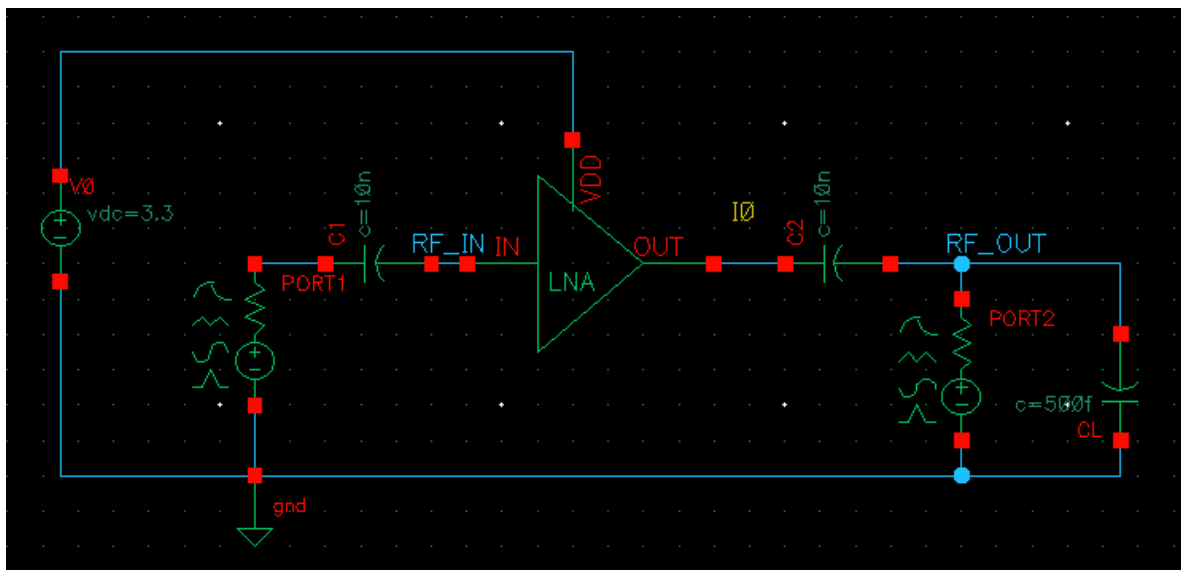 V0
vdc=3.3
C1
c=10n
RF_IN
IN
VDD
LNA
OUT
I0
C2
c=10n
RF_OUT
PORT1
PORT2
c=500f
CL
gnd